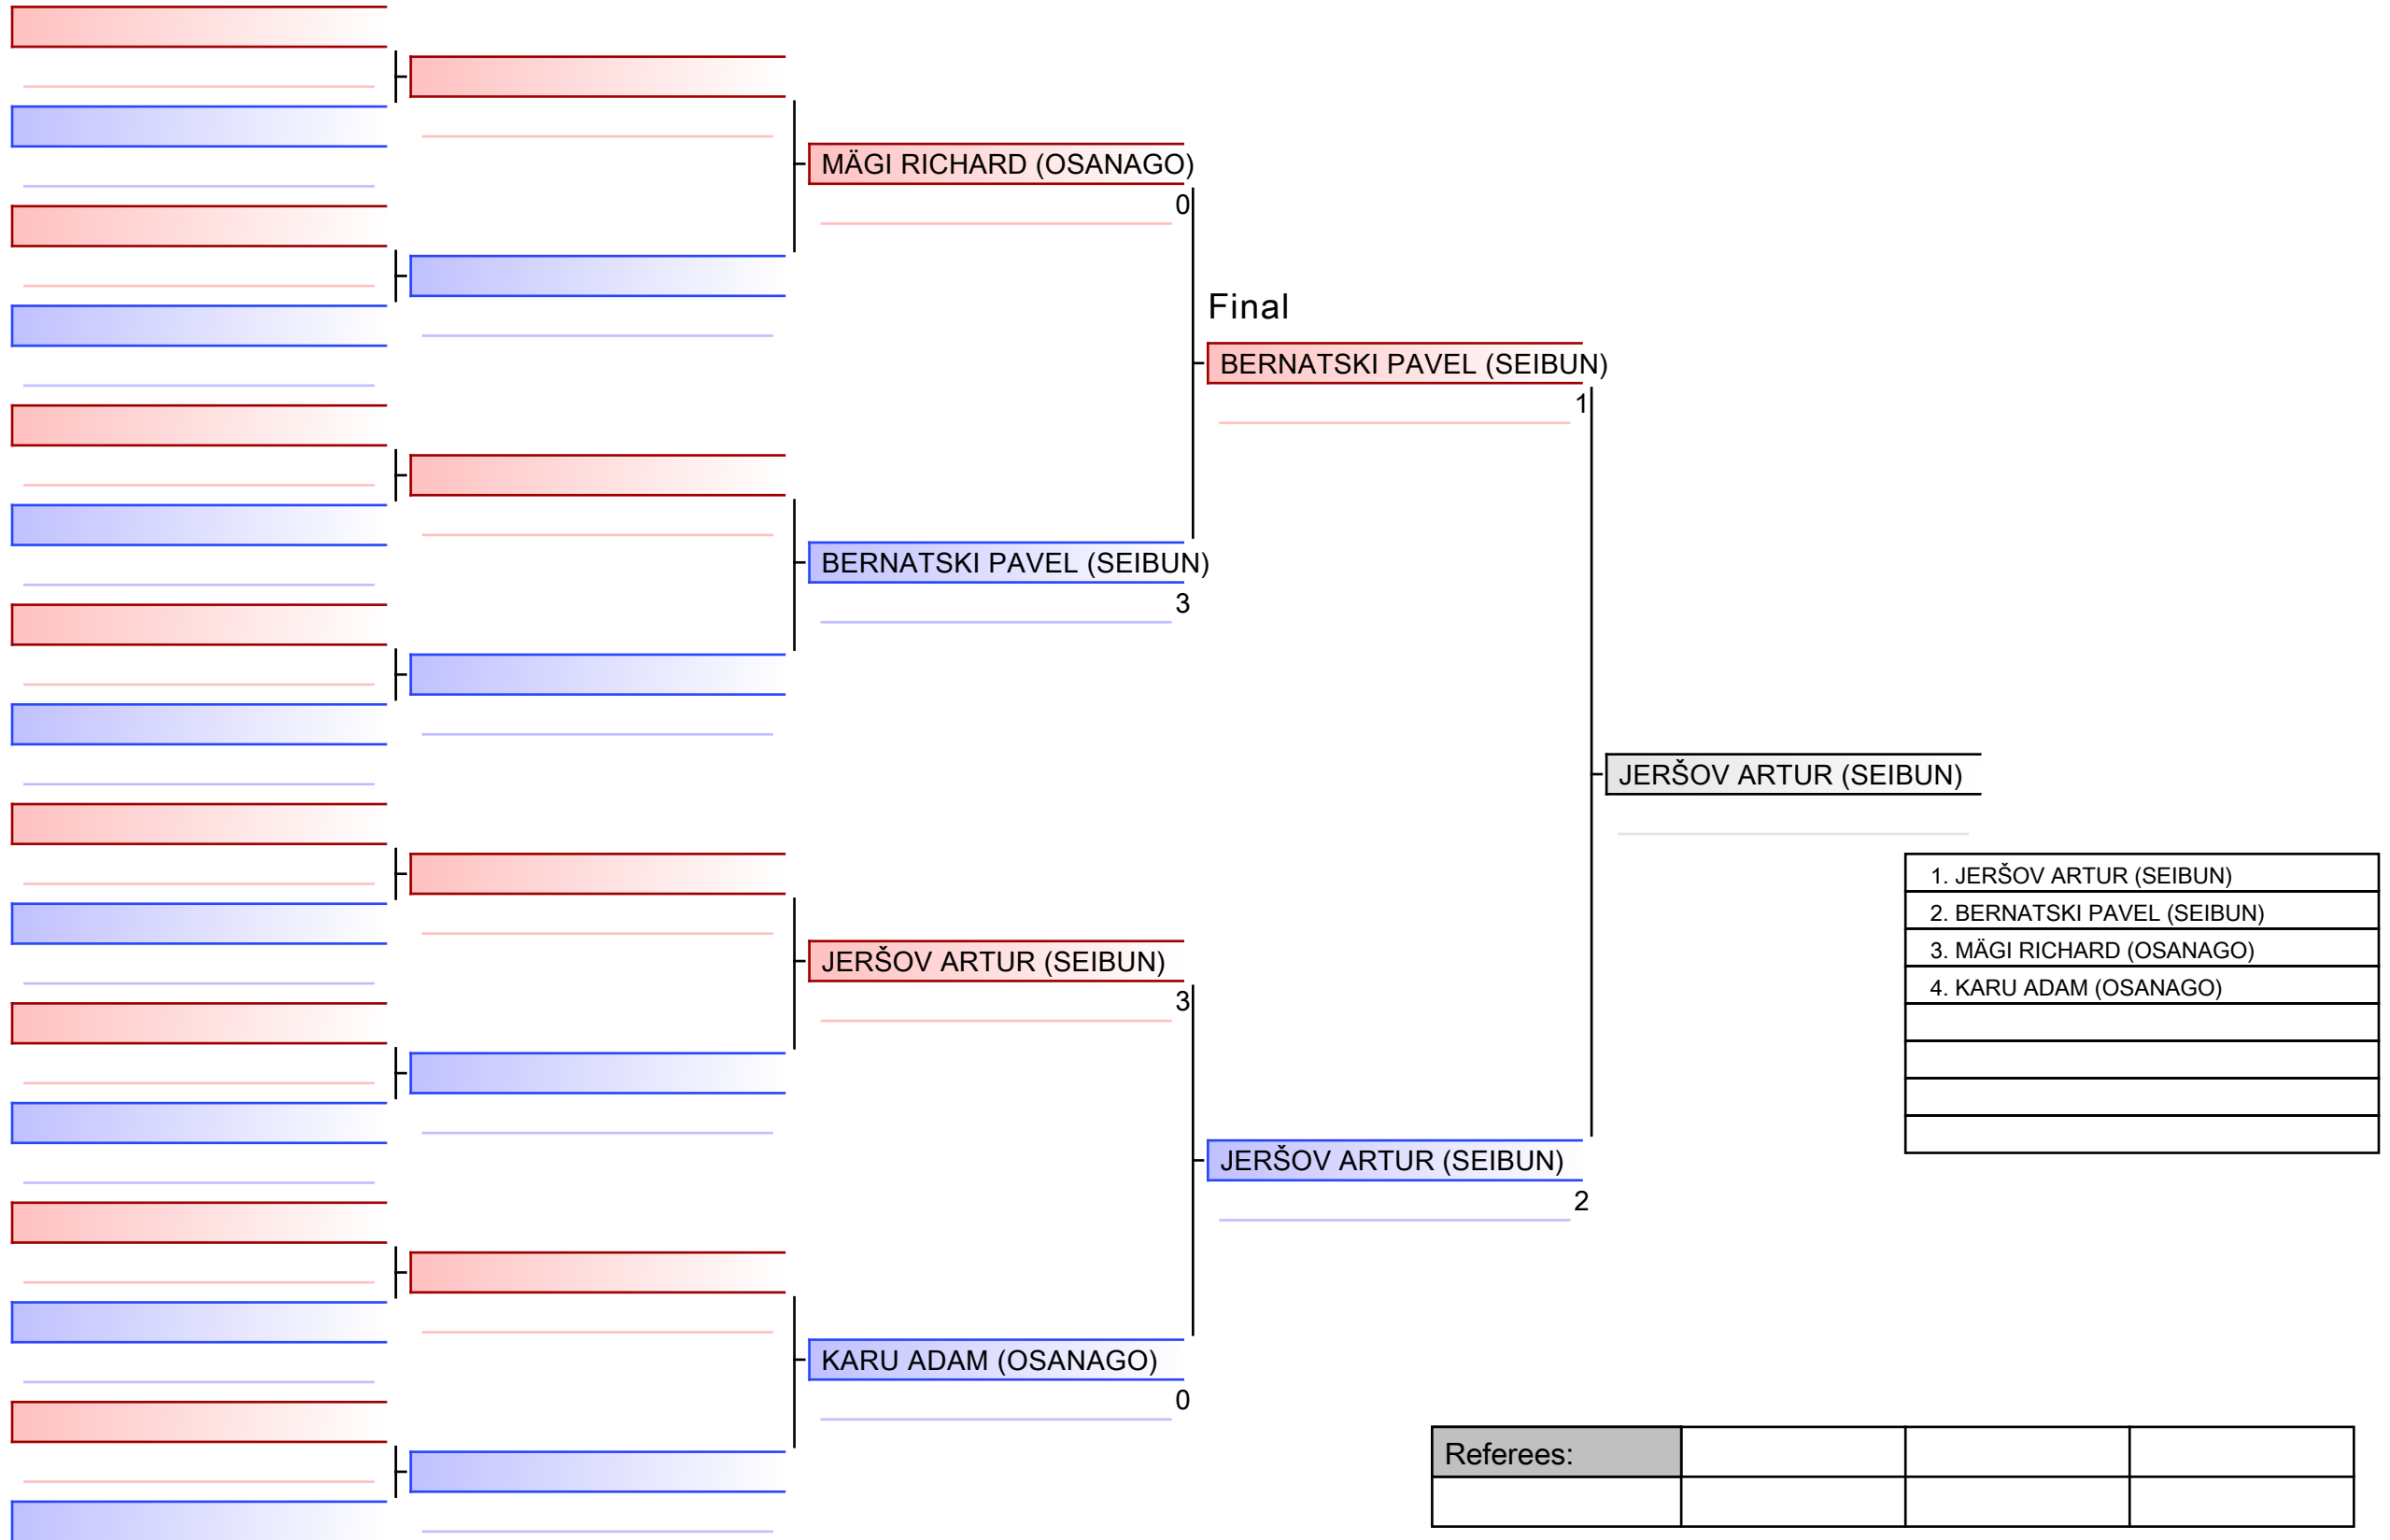 MÄGI RICHARD (OSANAGO)
0
Final
BERNATSKI PAVEL (SEIBUN)
1
BERNATSKI PAVEL (SEIBUN)
3
JERŠOV ARTUR (SEIBUN)
1. JERŠOV ARTUR (SEIBUN)
2. BERNATSKI PAVEL (SEIBUN)
3. MÄGI RICHARD (OSANAGO)
4. KARU ADAM (OSANAGO)
JERŠOV ARTUR (SEIBUN)
3
JERŠOV ARTUR (SEIBUN)
2
KARU ADAM (OSANAGO)
0
Referees: